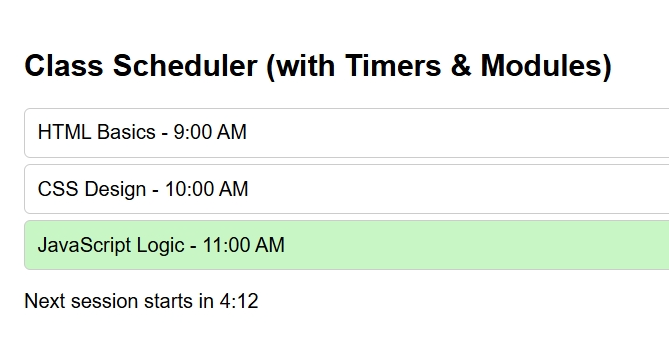 Class Scheduler (with Timers & Modules)
HTML Basics - 9:00 AM
CSS Design - 10:00 AM
JavaScript Logic - 11:00 AM
Next session starts in 4:12